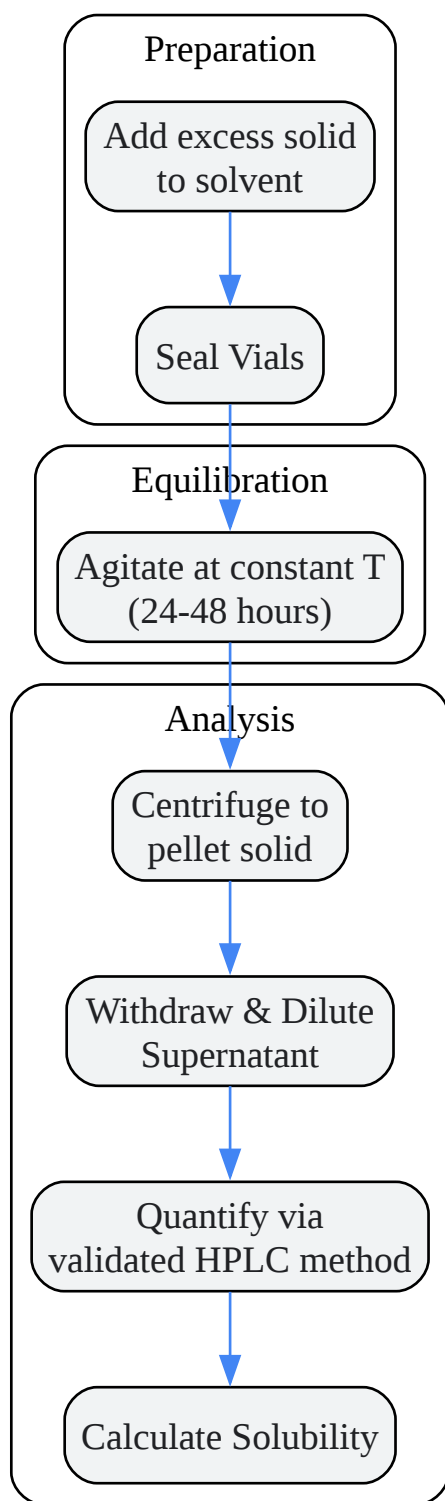 Preparation
Add excess solid
to solvent
Seal Vials
Equilibration
Agitate at constant T
(24-48 hours)
Analysis
Centrifuge to
pellet solid
Withdraw & Dilute
Supernatant
Quantify via
validated HPLC method
Calculate Solubility